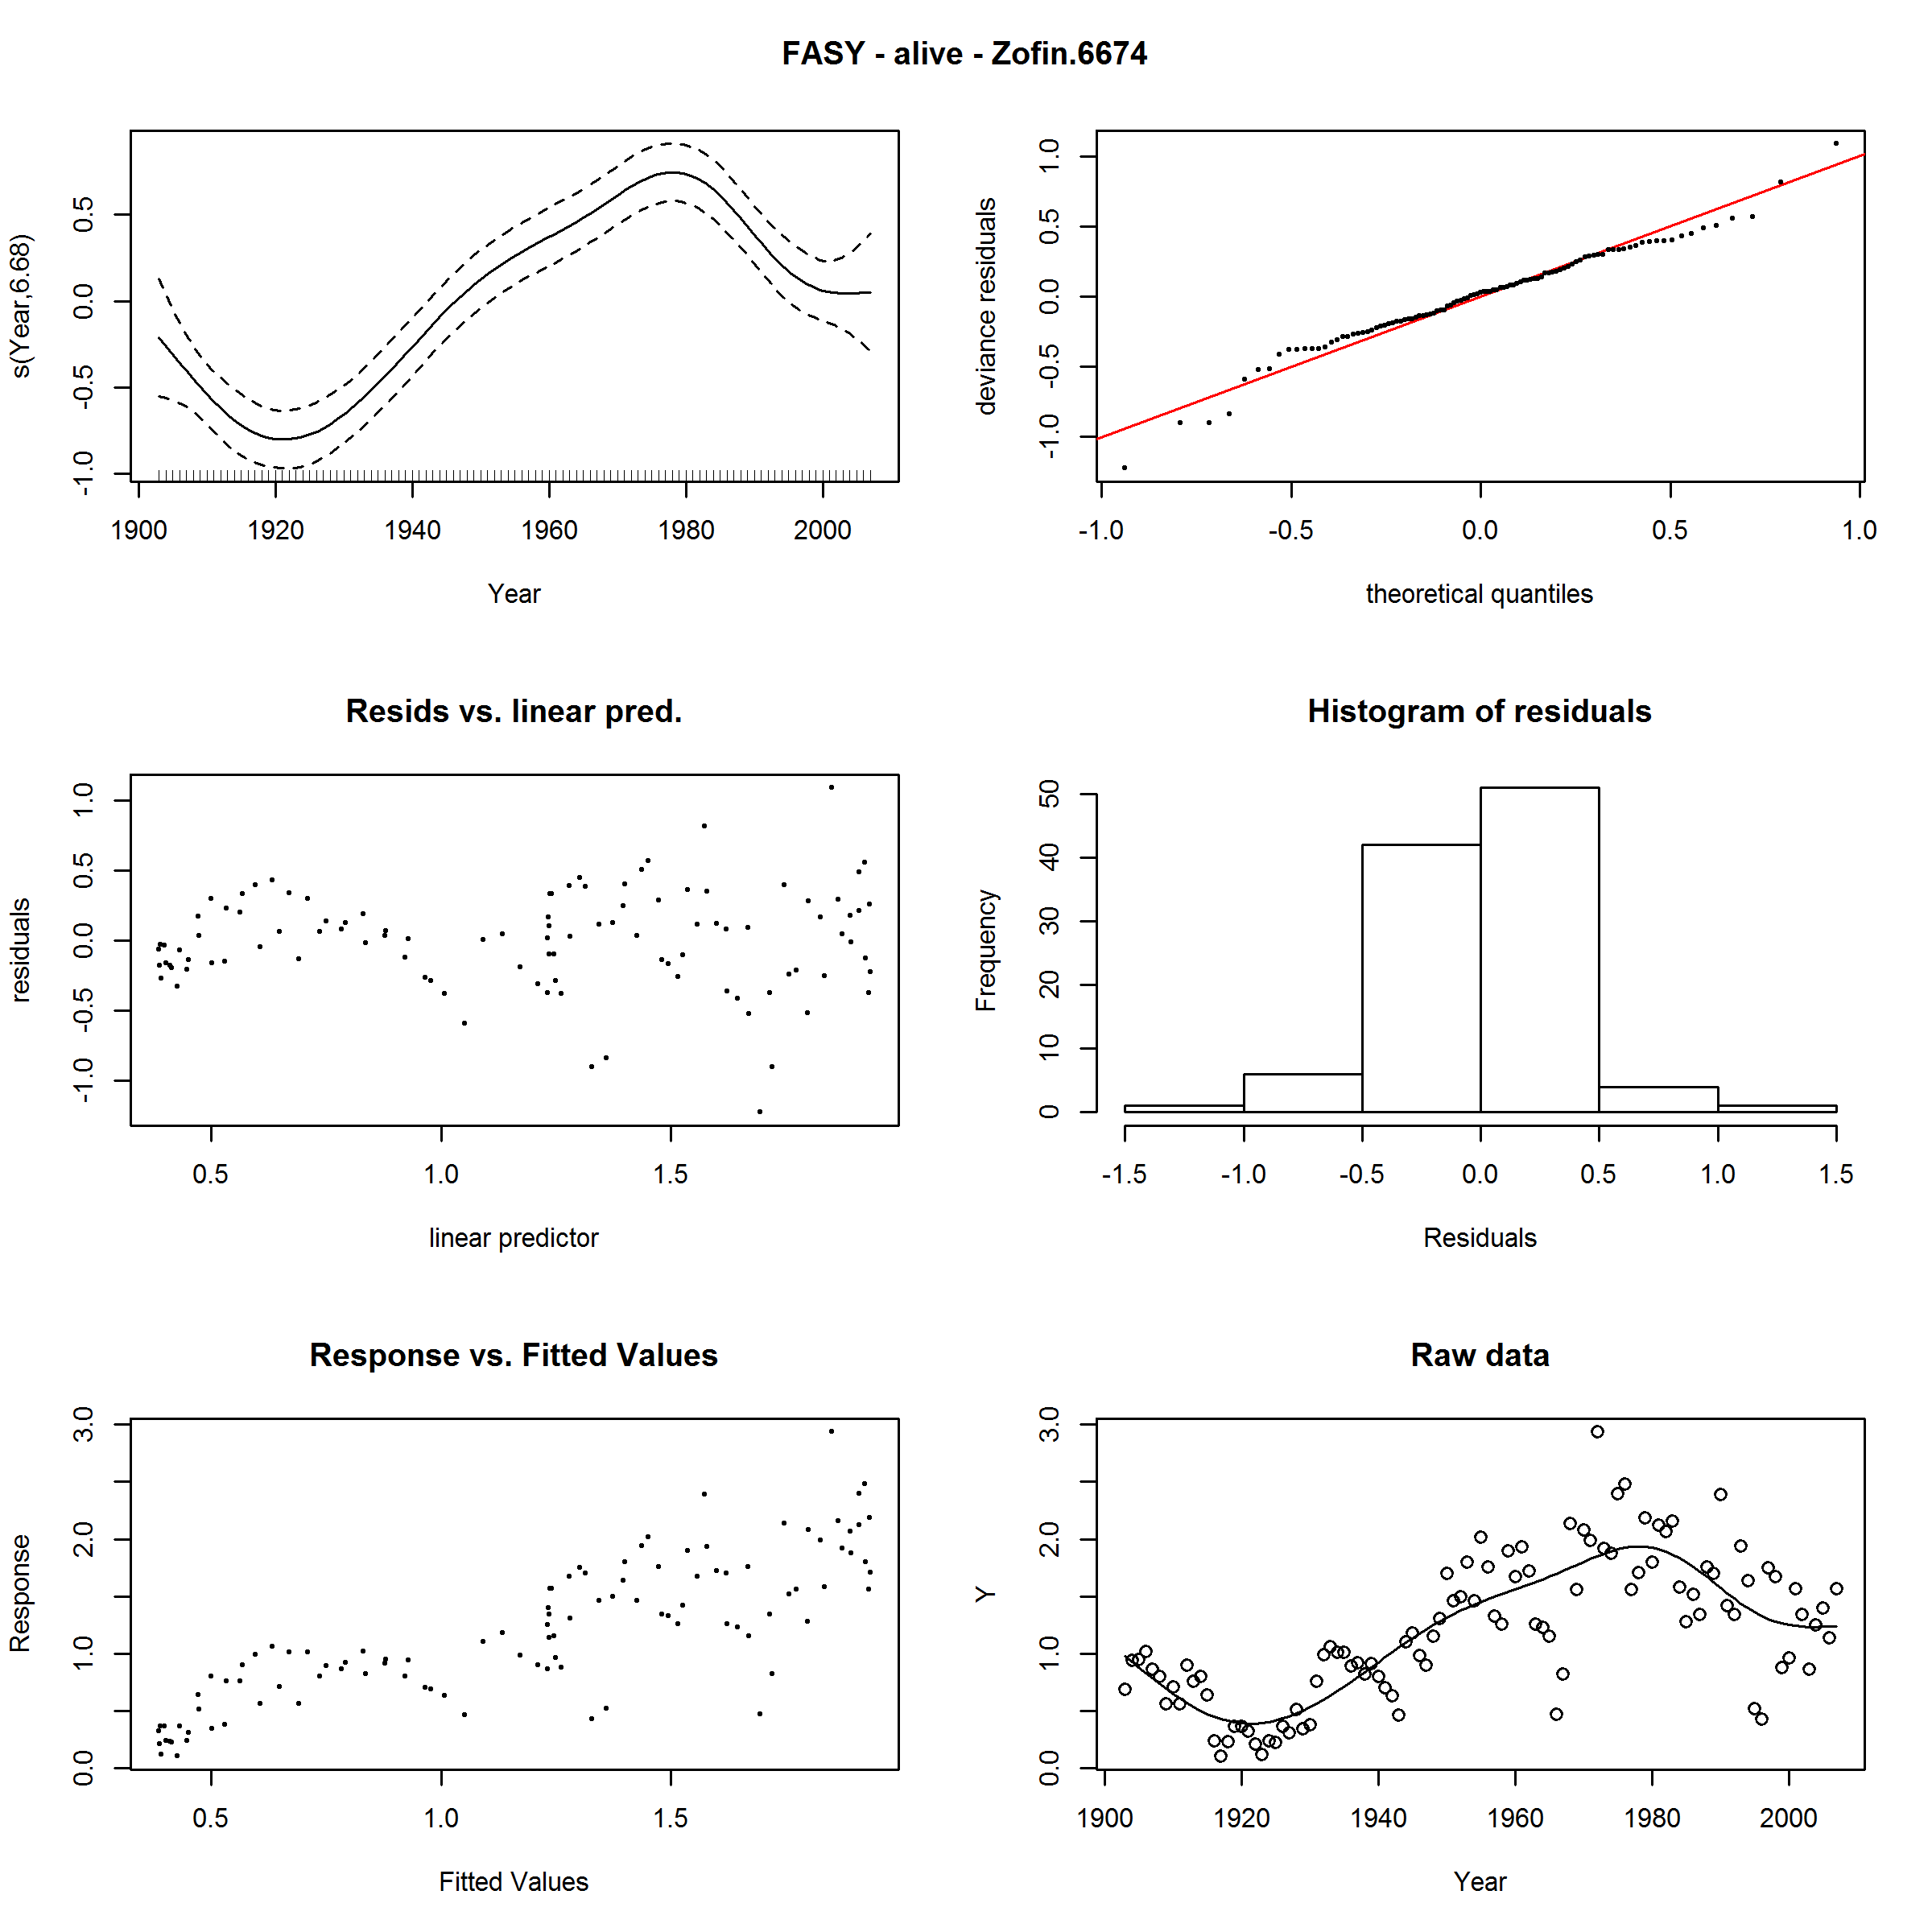 FASY - alive - Zofin.6674
s(Year,6.68)
-1.0 -0.5 0.0 0.5
1900 1920 1940 1960 1980 2000
Year
deviance residuals
-1.0 -0.5 0.0 0.5 1.0
-1.0 -0.5 0.0 0.5 1.0
theoretical quantiles
Resids vs. linear pred.
residuals
-1.0 -0.5 0.0 0.5 1.0
0.5 1.0 1.5
linear predictor
Histogram of residuals
Frequency
0 10 20 30 40 50
-1.5 -1.0 -0.5 0.0 0.5 1.0 1.5
Residuals
Response vs. Fitted Values
Response
0.0 1.0 2.0 3.0
0.5 1.0 1.5
Fitted Values
Raw data
Y
0.0 1.0 2.0 3.0
1900 1920 1940 1960 1980 2000
Year